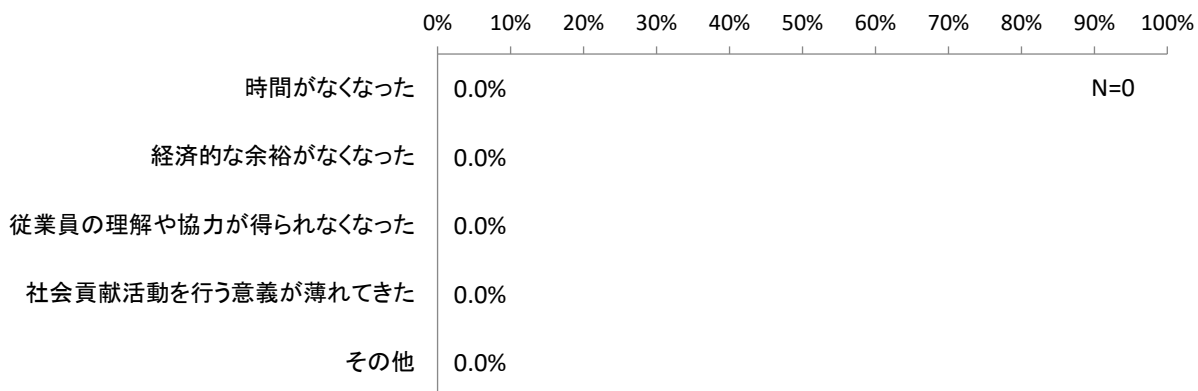 0% 10% 20% 30% 40% 50% 60% 70% 80% 90% 100%
時間がなくなった 0.0% N=0
経済的な余裕がなくなった 0.0%
従業員の理解や協力が得られなくなった 0.0%
社会貢献活動を行う意義が薄れてきた 0.0%
その他 0.0%